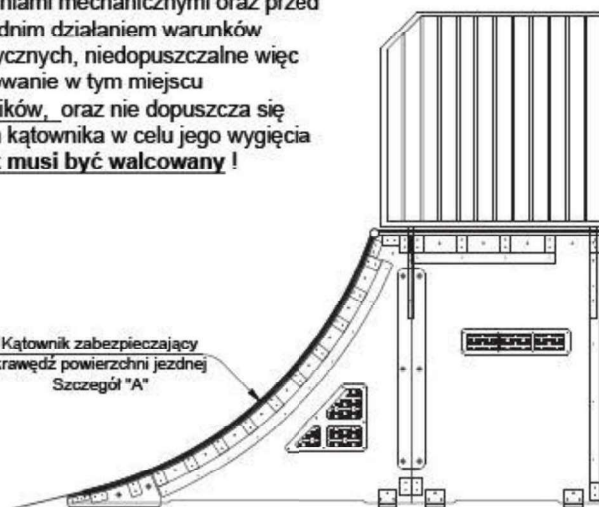 niami mechanicznymi oraz przed
dnim działaniem warunków
ycznych, niedopuszczalne więc
wanie w tym miejscu
ików, oraz nie dopuszcza się
kątownika w celu jego wygięcia
musi być walcowany !
Kątownik zabezpieczający
krawędź powierzchni jezdnej
Szczegół "A"